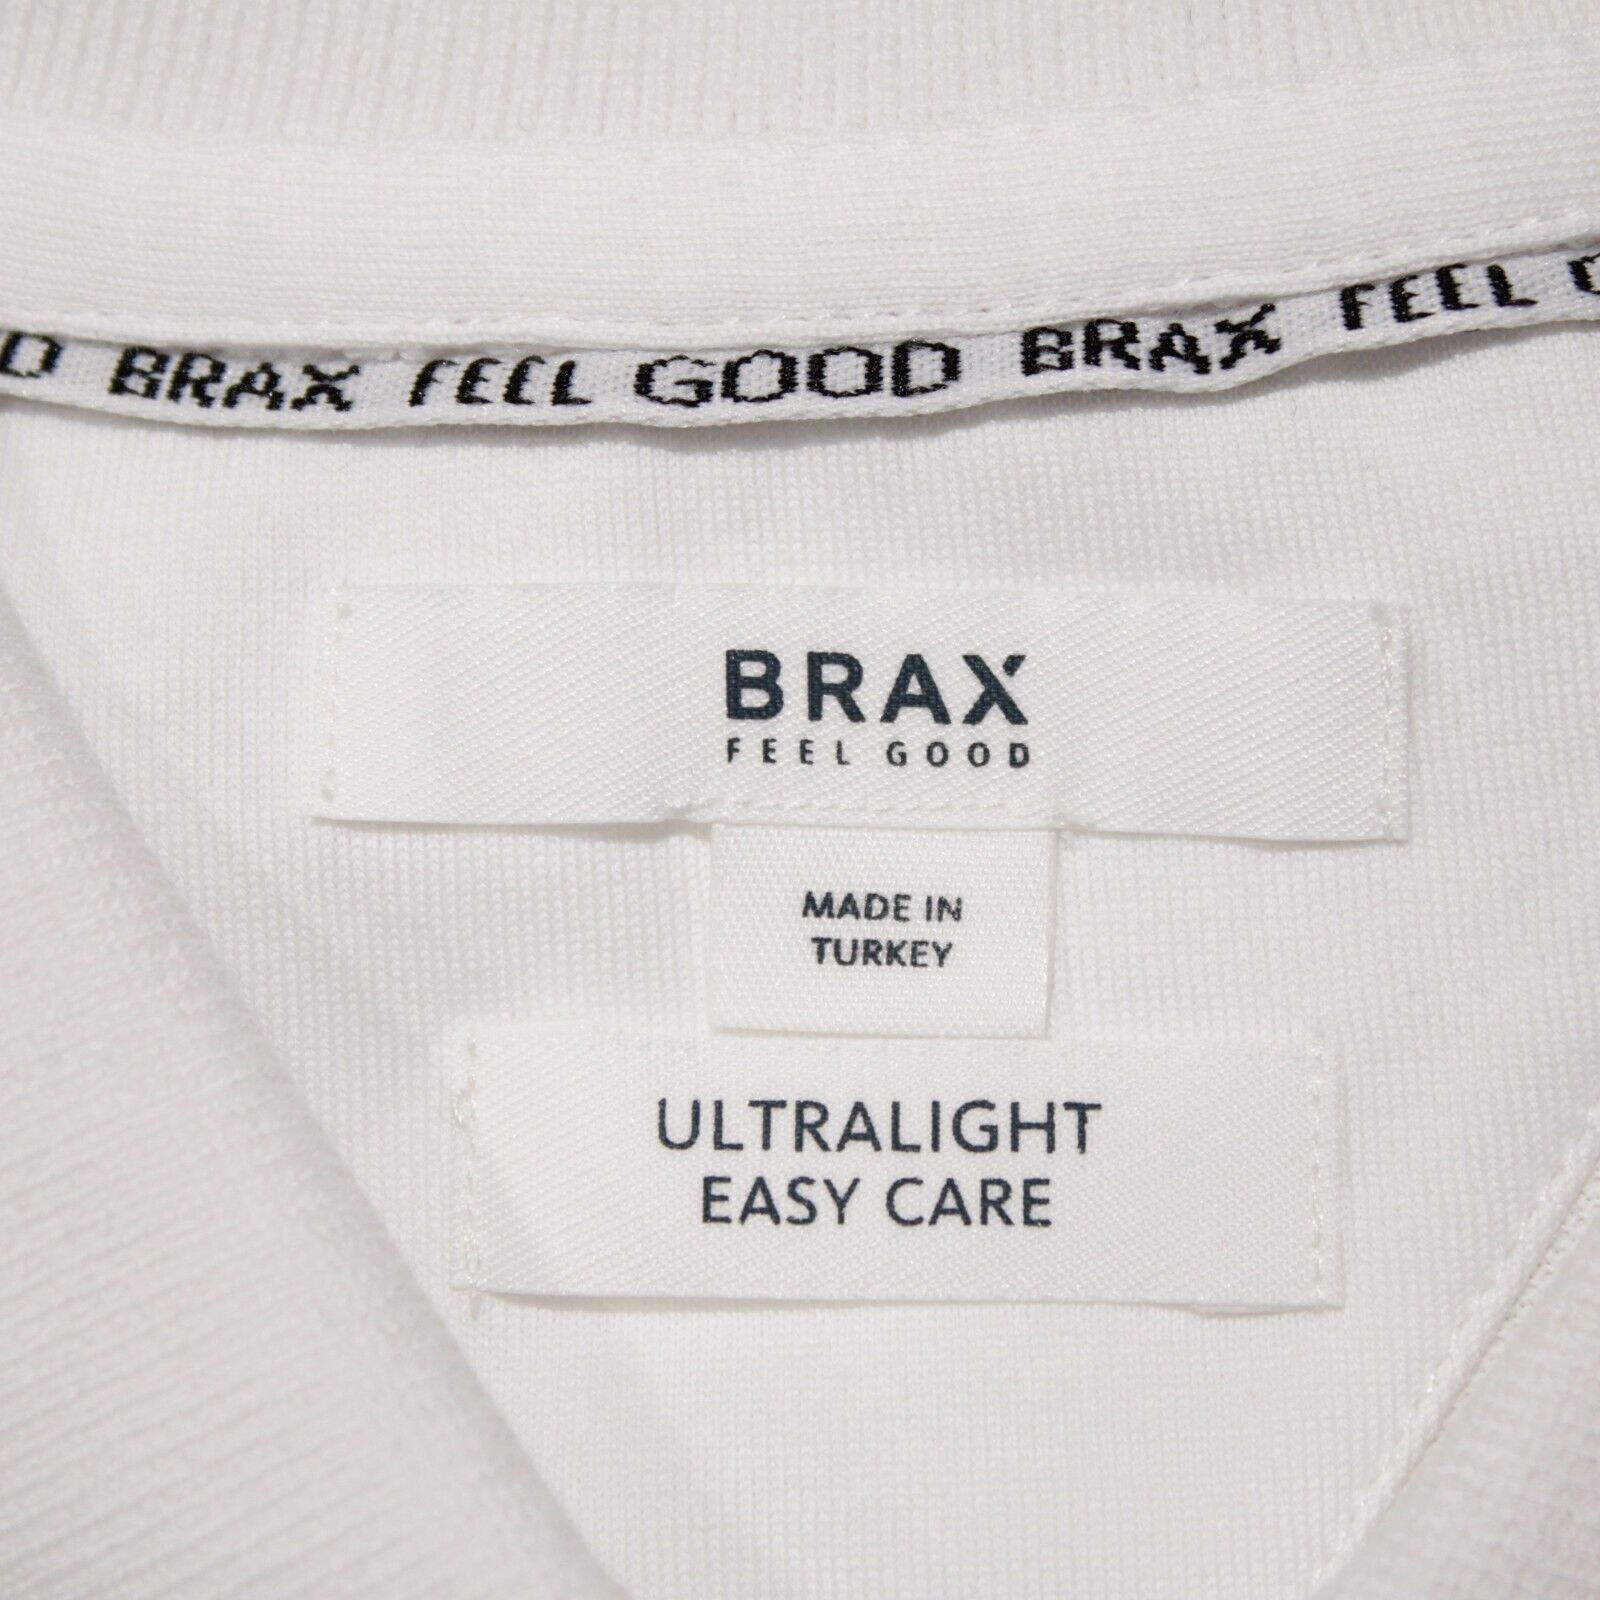 D BRAX FEEL GOOD BRAX FEEL G
BRAX
FEEL GOOD
MADE IN
TURKEY
ULTRALIGHT
EASY CARE